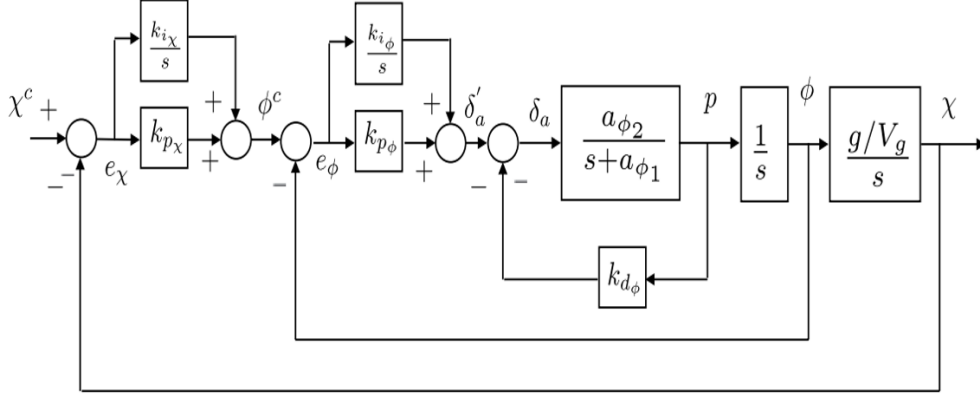 k_{i_χ}/s
k_{i_ϕ}/s
χ^c + + ϕ^c + δ_a' δ_a a_{ϕ_2}/(s+a_{ϕ_1}) p 1/s ϕ (g/V_g)/s χ
k_{p_χ} k_{p_ϕ}
− − e_χ + − e_ϕ + − −
k_{d_ϕ}